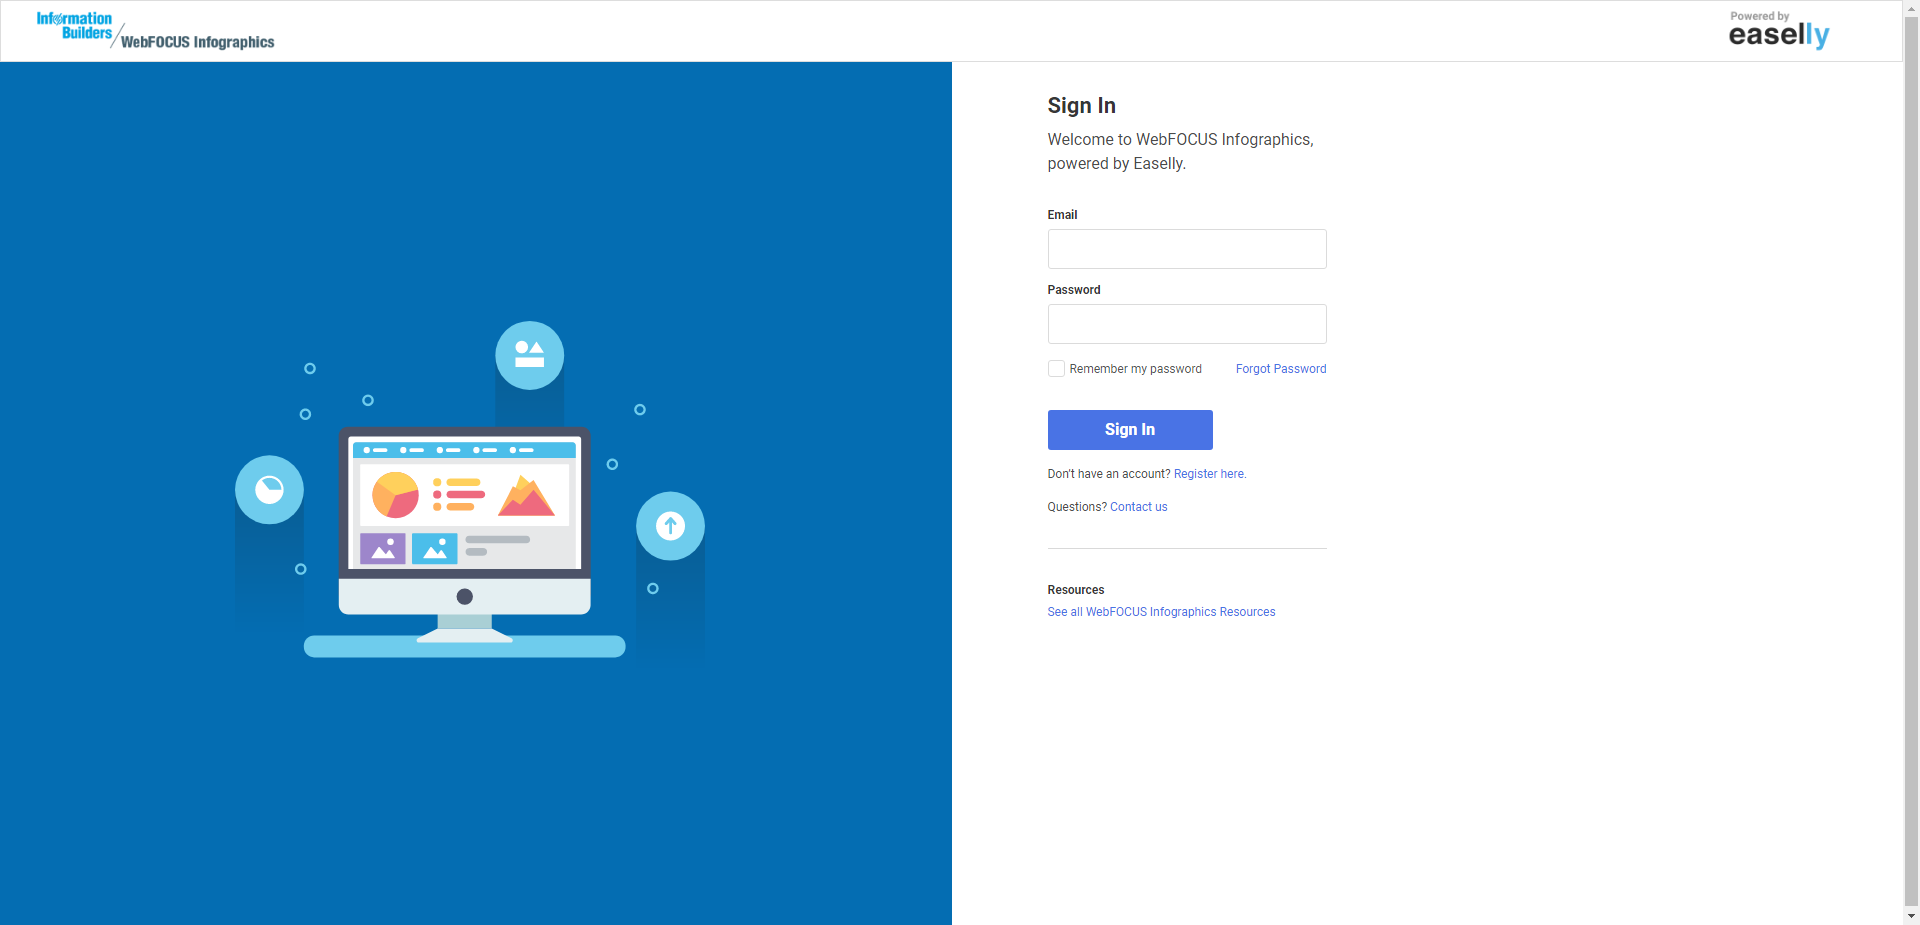 Information
Builders
WebFOCUS Infographics
Powered by
easelly
Sign In
Welcome to WebFOCUS Infographics,
powered by Easelly.
Email
Password
Remember my password Forgot Password
Sign In
Don't have an account? Register here.
Questions? Contact us
Resources
See all WebFOCUS Infographics Resources